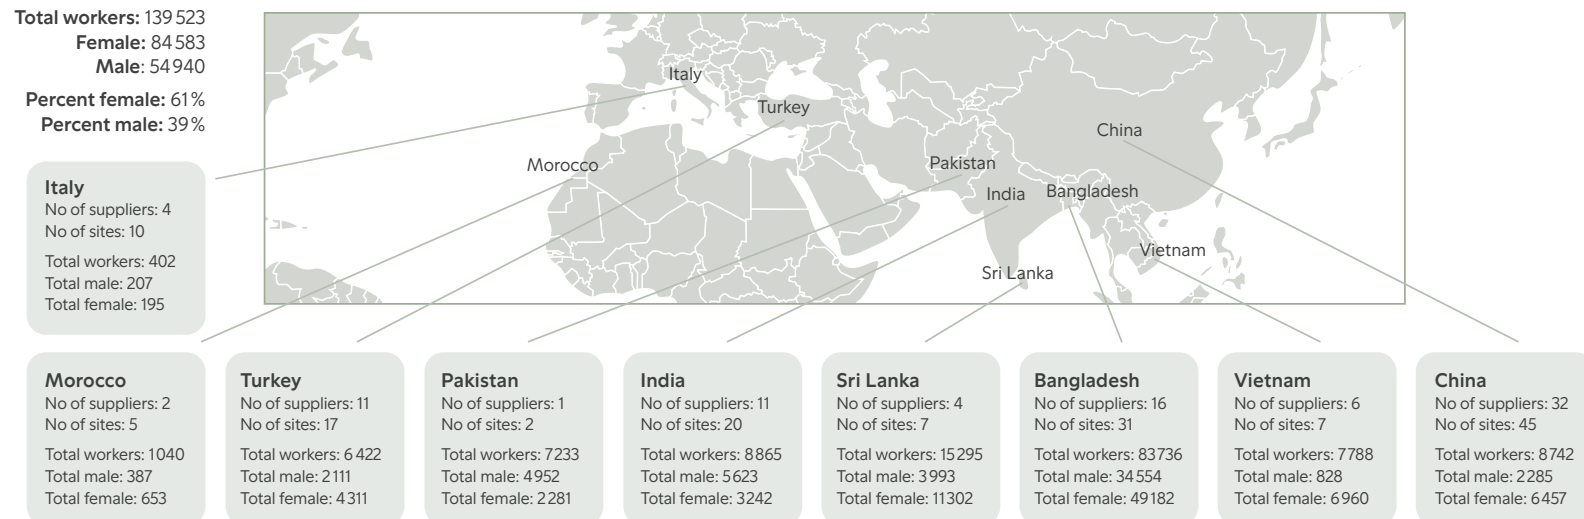 Total workers: 139 523
Female: 84 583
Male: 54 940
Percent female: 61%
Percent male: 39%
Italy
Turkey
China
Morocco
Pakistan
India
Bangladesh
Vietnam
Sri Lanka
Italy
No of suppliers: 4
No of sites: 10
Total workers: 402
Total male: 207
Total female: 195
Morocco
No of suppliers: 2
No of sites: 5
Total workers: 1040
Total male: 387
Total female: 653
Turkey
No of suppliers: 11
No of sites: 17
Total workers: 6 422
Total male: 2 111
Total female: 4 311
Pakistan
No of suppliers: 1
No of sites: 2
Total workers: 7233
Total male: 4 952
Total female: 2 281
India
No of suppliers: 11
No of sites: 20
Total workers: 8 865
Total male: 5 623
Total female: 3242
Sri Lanka
No of suppliers: 4
No of sites: 7
Total workers: 15 295
Total male: 3 993
Total female: 11 302
Bangladesh
No of suppliers: 16
No of sites: 31
Total workers: 83 736
Total male: 34 554
Total female: 49 182
Vietnam
No of suppliers: 6
No of sites: 7
Total workers: 7788
Total male: 828
Total female: 6 960
China
No of suppliers: 32
No of sites: 45
Total workers: 8 742
Total male: 2 285
Total female: 6 457